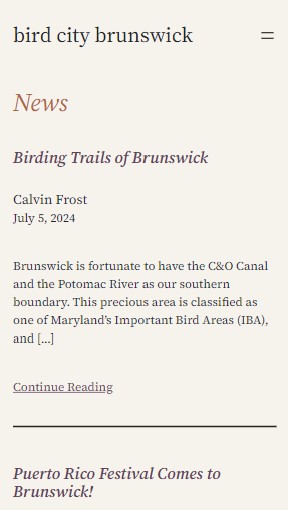 bird city brunswick
News
Birding Trails of Brunswick
Calvin Frost
July 5, 2024
Brunswick is fortunate to have the C&O Canal
and the Potomac River as our southern
boundary. This precious area is classified as
one of Maryland's Important Bird Areas (IBA),
and […]
Continue Reading
Puerto Rico Festival Comes to
Brunswick!